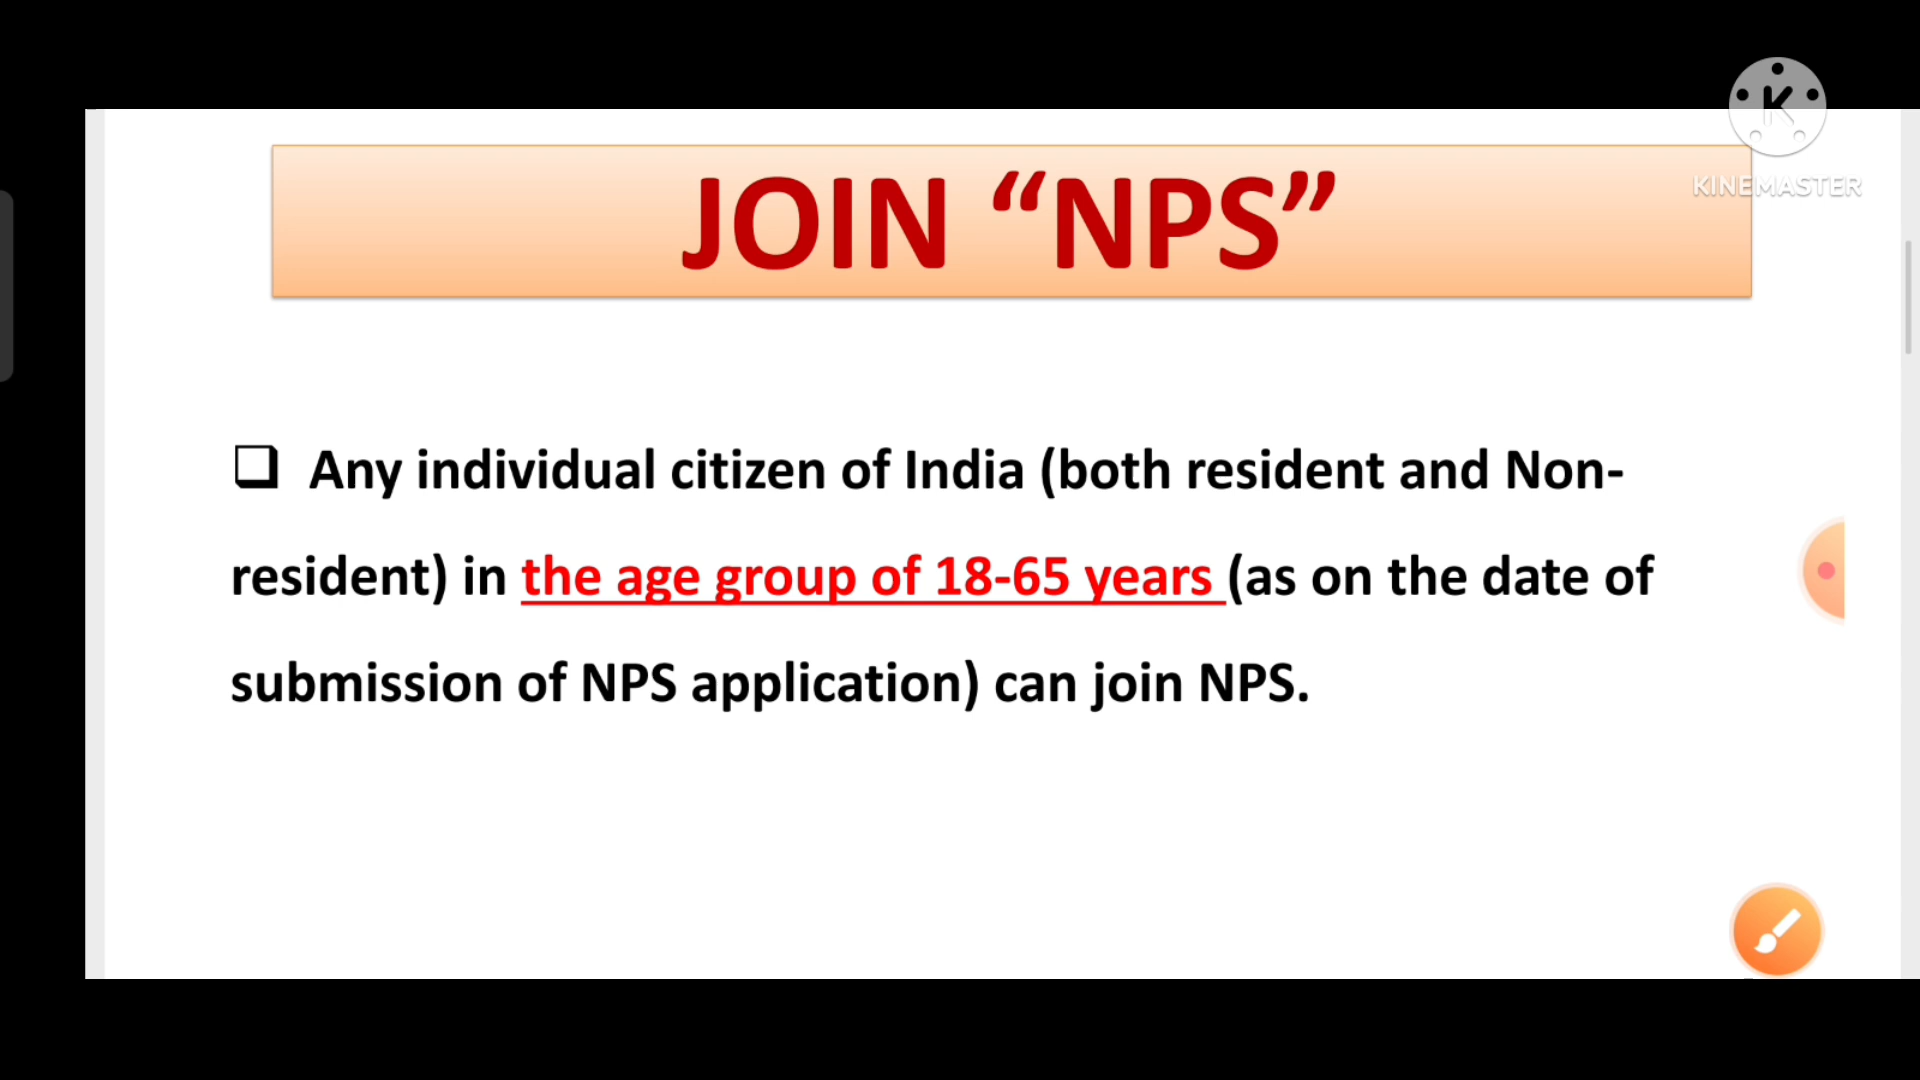 K
KINEMASTER
JOIN “NPS”
❑ Any individual citizen of India (both resident and Non-
resident) in the age group of 18-65 years (as on the date of
submission of NPS application) can join NPS.